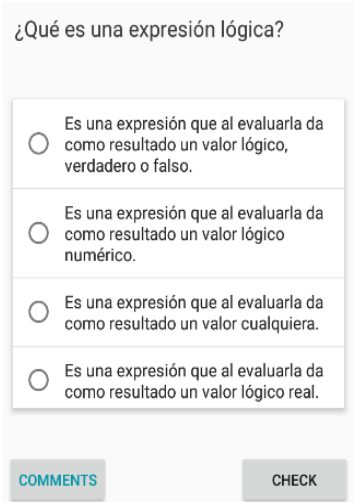 ¿Qué es una expresión lógica?
Es una expresión que al evaluarla da
como resultado un valor lógico,
verdadero o falso.
Es una expresión que al evaluarla da
como resultado un valor lógico
numérico.
Es una expresión que al evaluarla da
como resultado un valor cualquiera.
Es una expresión que al evaluarla da
como resultado un valor lógico real.
COMMENTS
CHECK